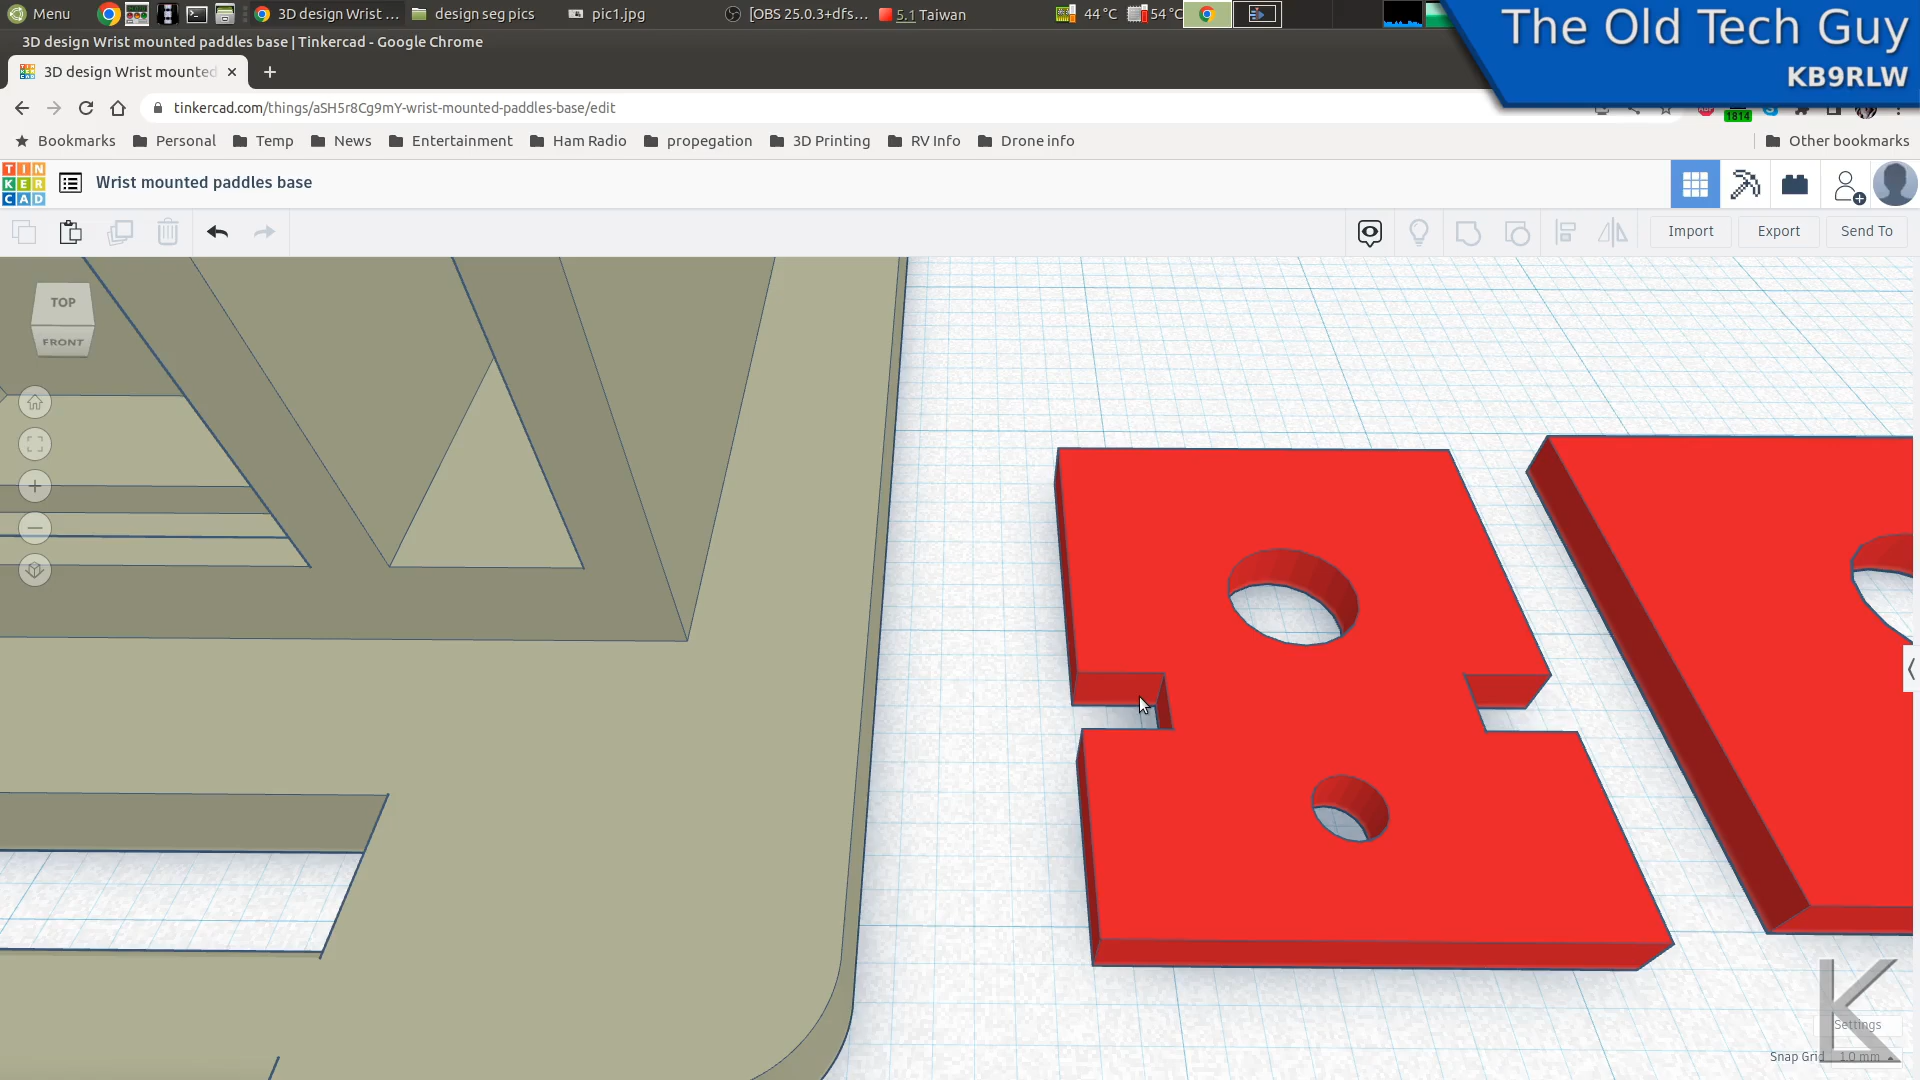 Menu
3D design Wrist ...
design seg pics
pic1.jpg
[OBS 25.0.3+dfs...
5.1 Taiwan
44°C
54°C
The Old Tech Guy
KB9RLW
3D design Wrist mounted paddles base | Tinkercad - Google Chrome
3D design Wrist mounted
tinkercad.com/things/aSH5r8Cg9mY-wrist-mounted-paddles-base/edit
1814
Bookmarks
Personal
Temp
News
Entertainment
Ham Radio
propegation
3D Printing
RV Info
Drone info
Other bookmarks
TIN
KER
CAD
Wrist mounted paddles base
Import
Export
Send To
TOP
FRONT
K
Settings
Snap Grid 1.0 mm